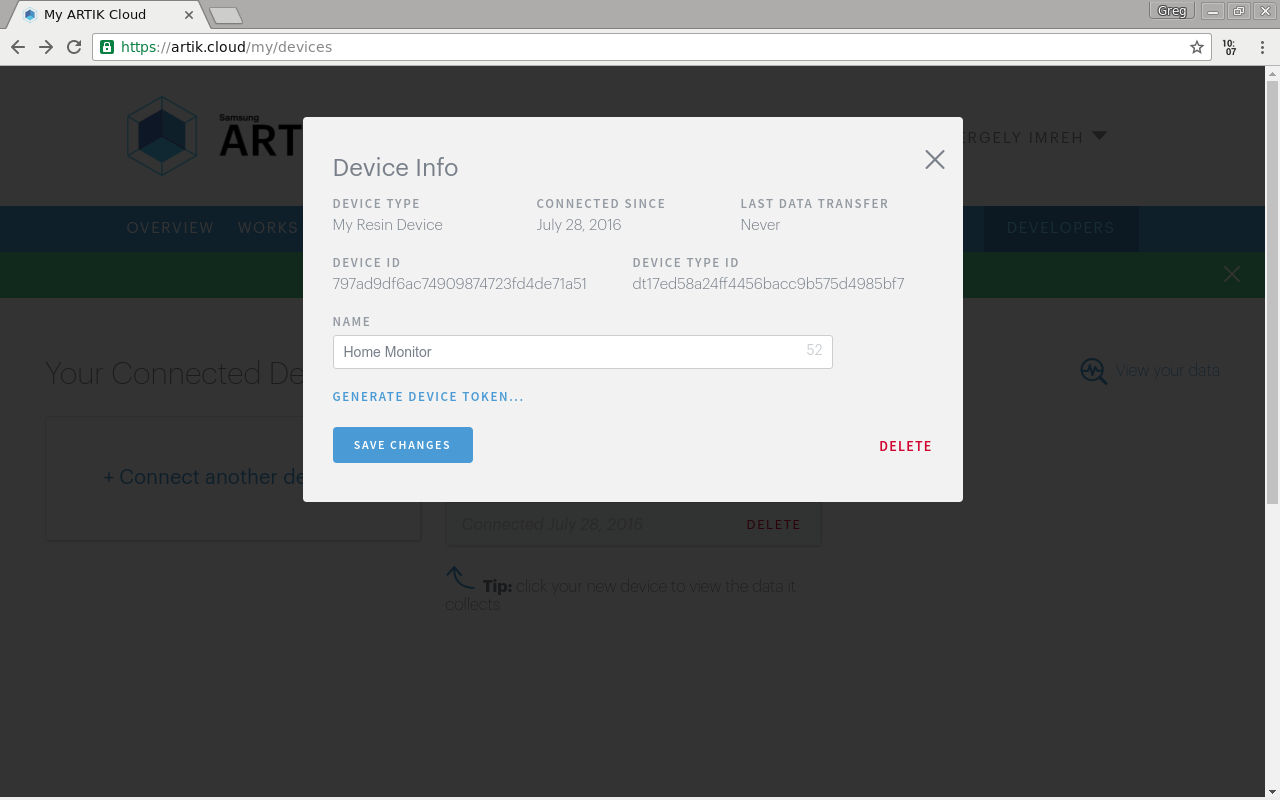 My ARTIK Cloud
Greg
https://artik.cloud/my/devices
10:
07
Samsung
ART
ERGELY IMREH
OVERVIEW WORKS DEVELOPERS
Device Info
DEVICE TYPE CONNECTED SINCE LAST DATA TRANSFER
My Resin Device July 28, 2016 Never
DEVICE ID DEVICE TYPE ID
797ad9df6ac74909874723fd4de71a51 dt17ed58a24ff4456bacc9b575d4985bf7
NAME
Home Monitor 52
GENERATE DEVICE TOKEN...
SAVE CHANGES DELETE
Your Connected De
View your data
+ Connect another de
Connected July 28, 2016 DELETE
Tip: click your new device to view the data it
collects